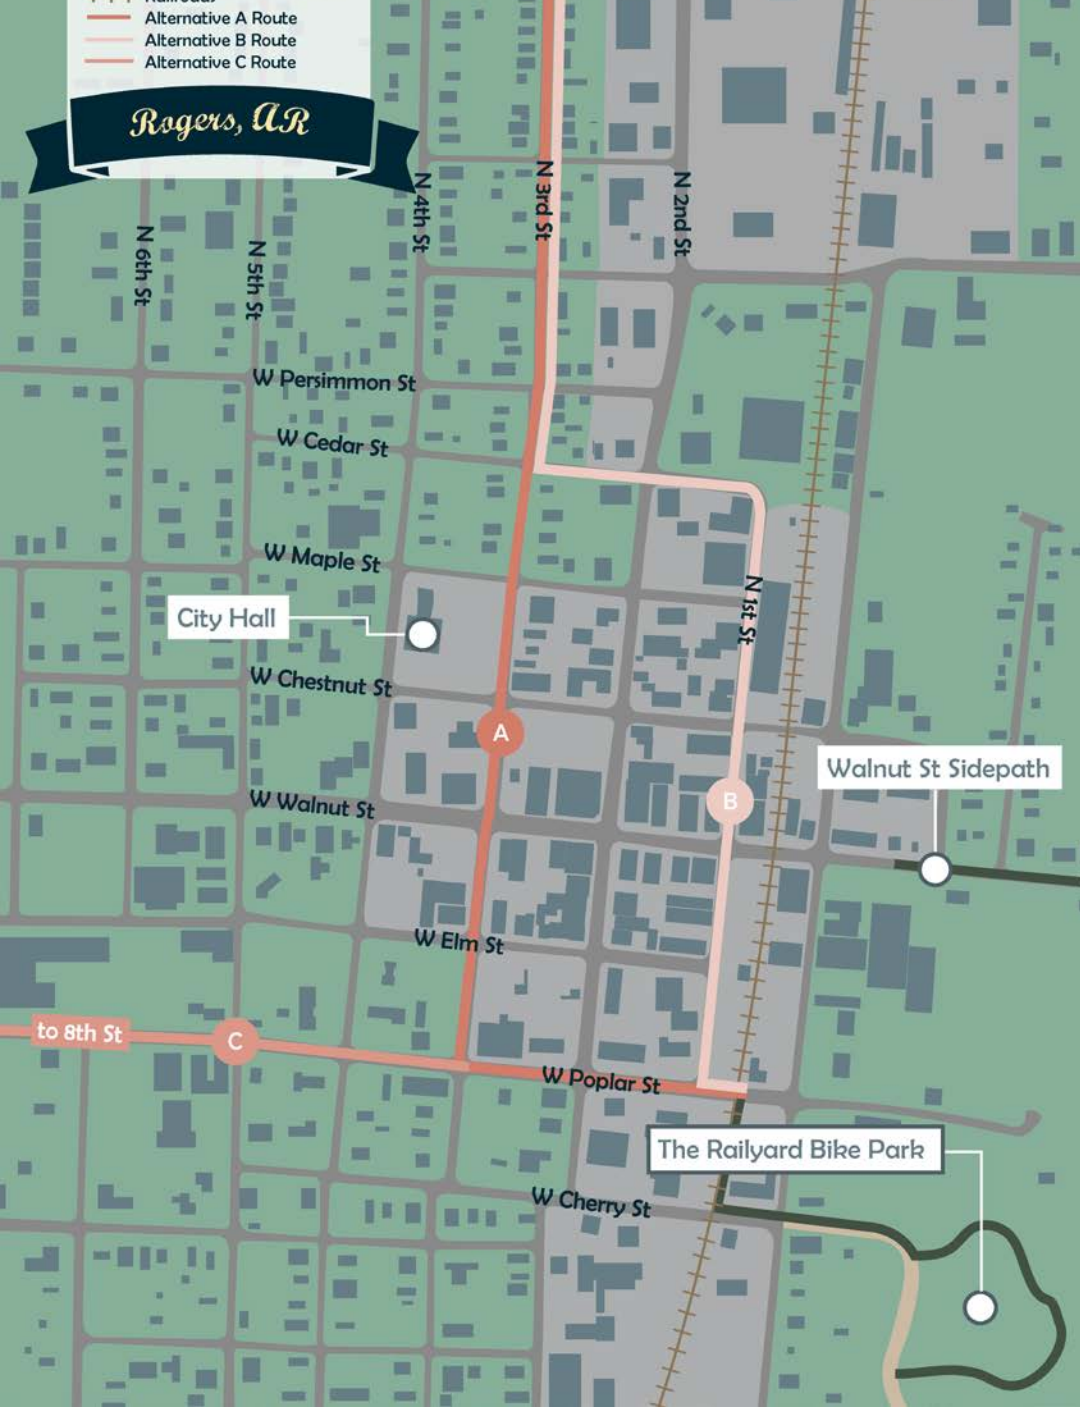 Railroads
Alternative A Route
Alternative B Route
Alternative C Route
Rogers, AR
N 6th St
N 5th St
N 4th St
N 3rd St
N 2nd St
W Persimmon St
W Cedar St
W Maple St
N 1st St
City Hall
W Chestnut St
A
Walnut St Sidepath
B
W Walnut St
W Elm St
to 8th St
C
W Poplar St
The Railyard Bike Park
W Cherry St